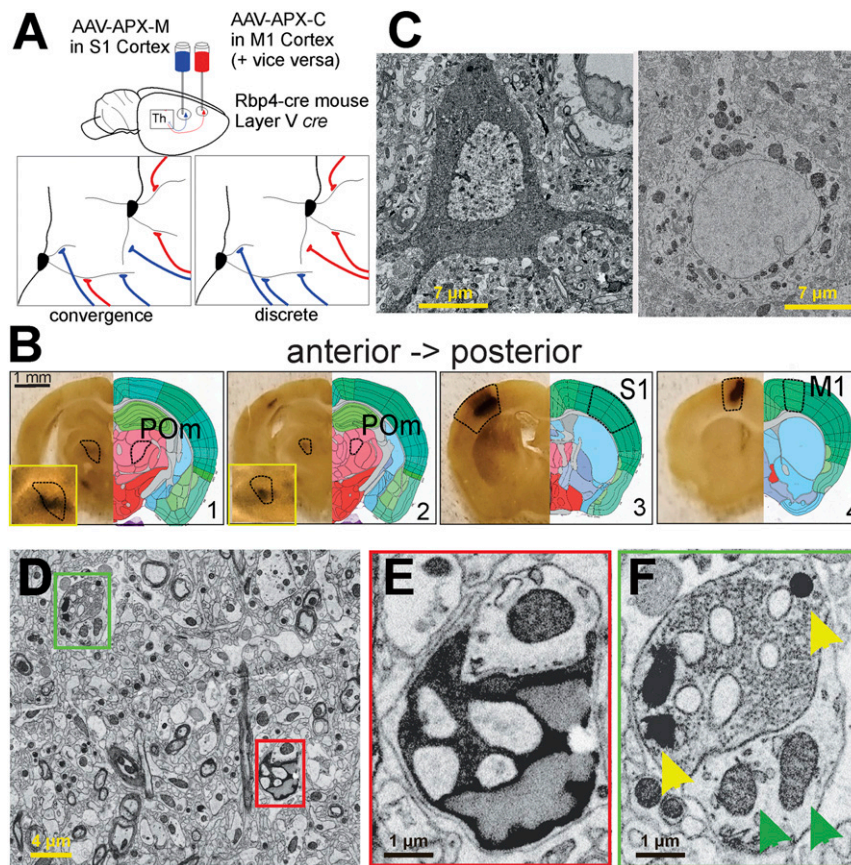 A
AAV-APX-M
in S1 Cortex
AAV-APX-C
in M1 Cortex
(+ vice versa)
Rbp4-cre mouse
Layer V cre
Th
convergence
discrete
C
7 µm
7 µm
B
anterior -> posterior
1 mm
POm
1
POm
2
S1
3
M1
4
D
4 µm
E
1 µm
F
1 µm